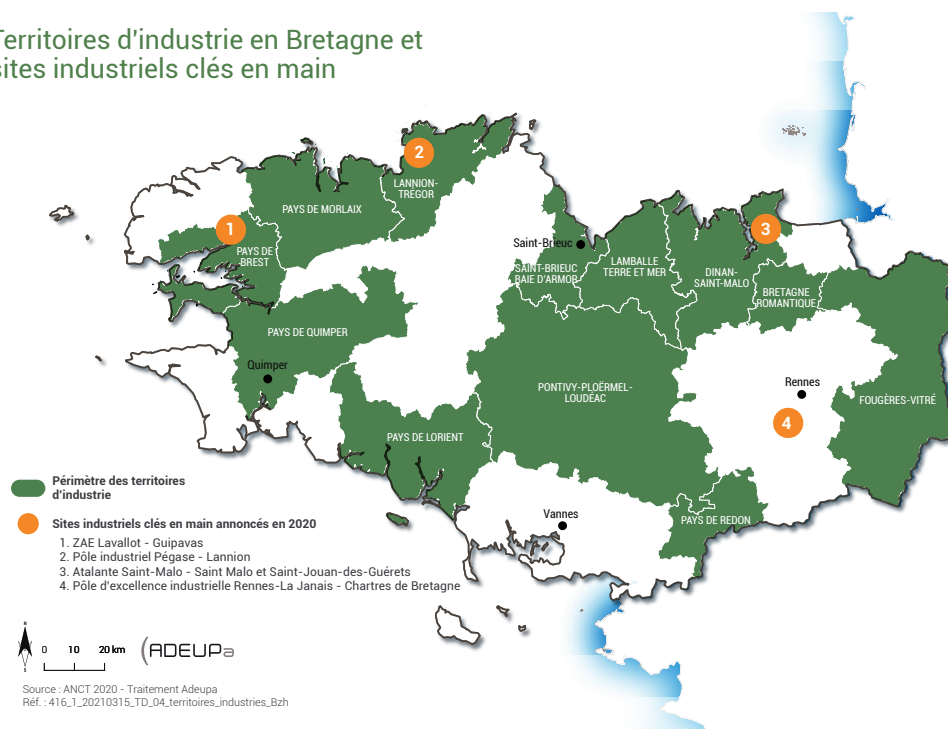 Territoires d'industrie en Bretagne et
sites industriels clés en main
2
LANNION-
TRÉGOR
PAYS DE MORLAIX
1
PAYS DE
BREST
3
Saint-Brieuc
SAINT-BRIEUC
BAIE D'ARMOR
LAMBALLE
TERRE ET MER
DINAN-
SAINT-MALO
BRETAGNE
ROMANTIQUE
PAYS DE QUIMPER
Quimper
PONTIVY-PLOËRMEL-
LOUDÉAC
Rennes
4
FOUGÈRES-VITRÉ
PAYS DE LORIENT
Vannes
PAYS DE REDON
Périmètre des territoires
d'industrie
Sites industriels clés en main annoncés en 2020
1. ZAE Lavallot - Guipavas
2. Pôle industriel Pégase - Lannion
3. Atalante Saint-Malo - Saint Malo et Saint-Jouan-des-Guérets
4. Pôle d'excellence industrielle Rennes-La Janais - Chartres de Bretagne
N
S
0 10 20 km
ADEUPa
Source : ANCT 2020 - Traitement Adeupa
Réf. : 416_1_20210315_TD_04_territoires_industries_Bzh